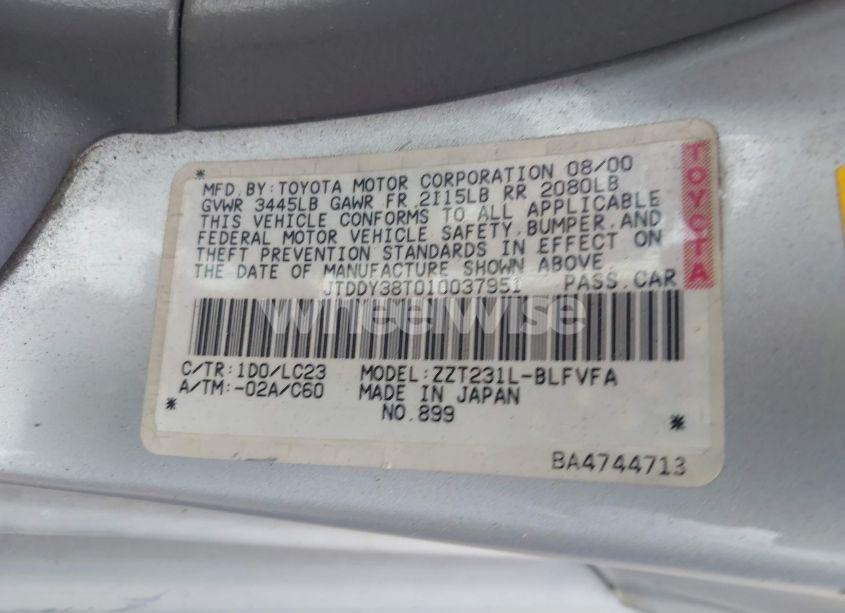 MFD. BY: TOYOTA MOTOR CORPORATION 08/00
GVWR 3445LB GAWR FR 2115LB RR 2080LB
THIS VEHICLE CONFORMS TO ALL APPLICABLE
FEDERAL MOTOR VEHICLE SAFETY, BUMPER, AND
THEFT PREVENTION STANDARDS IN EFFECT ON
THE DATE OF MANUFACTURE SHOWN ABOVE.
JTDDY38T010037951 PASS. CAR
TOYOTA
wheelwise
C/TR: 1D0/LC23 MODEL: ZZT231L-BLFVFA
A/TM: -02A/C60 MADE IN JAPAN
NO. 899
BA4744713